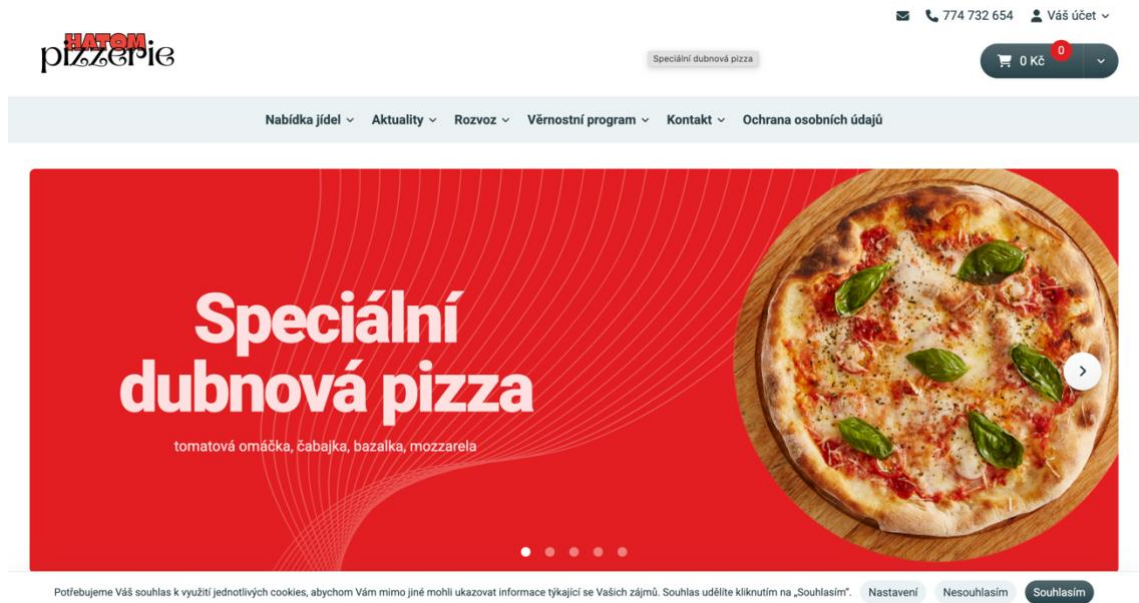 774 732 654 Váš účet
HATOM
pizzerie
Speciální dubnová pizza
0 Kč 0
Nabídka jídel Aktuality Rozvoz Věrnostní program Kontakt Ochrana osobních údajů
Speciální
dubnová pizza
tomatová omáčka, čabajka, bazalka, mozzarela
Potřebujeme Váš souhlas k využití jednotlivých cookies, abychom Vám mimo jiné mohli ukazovat informace týkající se Vašich zájmů. Souhlas udělíte kliknutím na „Souhlasím". Nastavení Nesouhlasím Souhlasím